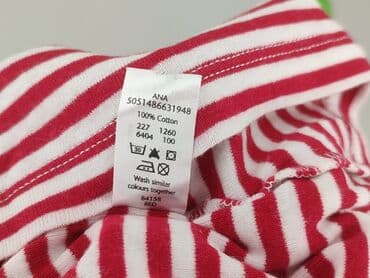 ANA
5051486631948
100% Cotton
227 1260
6404 100
Wash similar
colours together
84158
RED